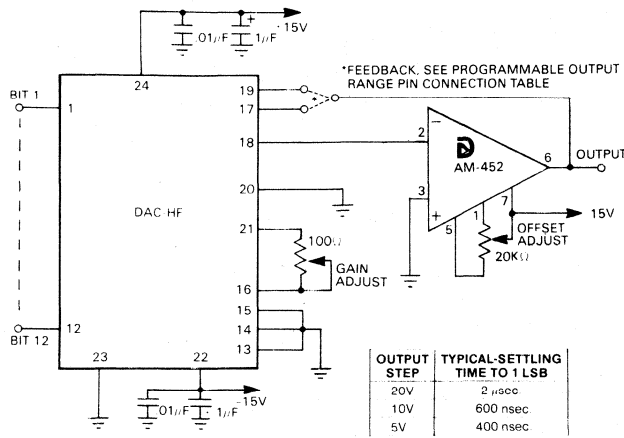 15V
.01µF
1µF
24
*FEEDBACK, SEE PROGRAMMABLE OUTPUT
RANGE PIN CONNECTION TABLE
BIT 1
1
19
17
18
2
6
OUTPUT
AM-452
20
3
DAC-HF
21
100Ω
GAIN
ADJUST
16
5
1
7
15V
OFFSET
ADJUST
20KΩ
15
14
13
12
BIT 12
23
22
-15V
.01µF
.1µF
OUTPUT STEP TYPICAL-SETTLING TIME TO 1 LSB
20V 2 µsec.
10V 600 nsec.
5V 400 nsec.